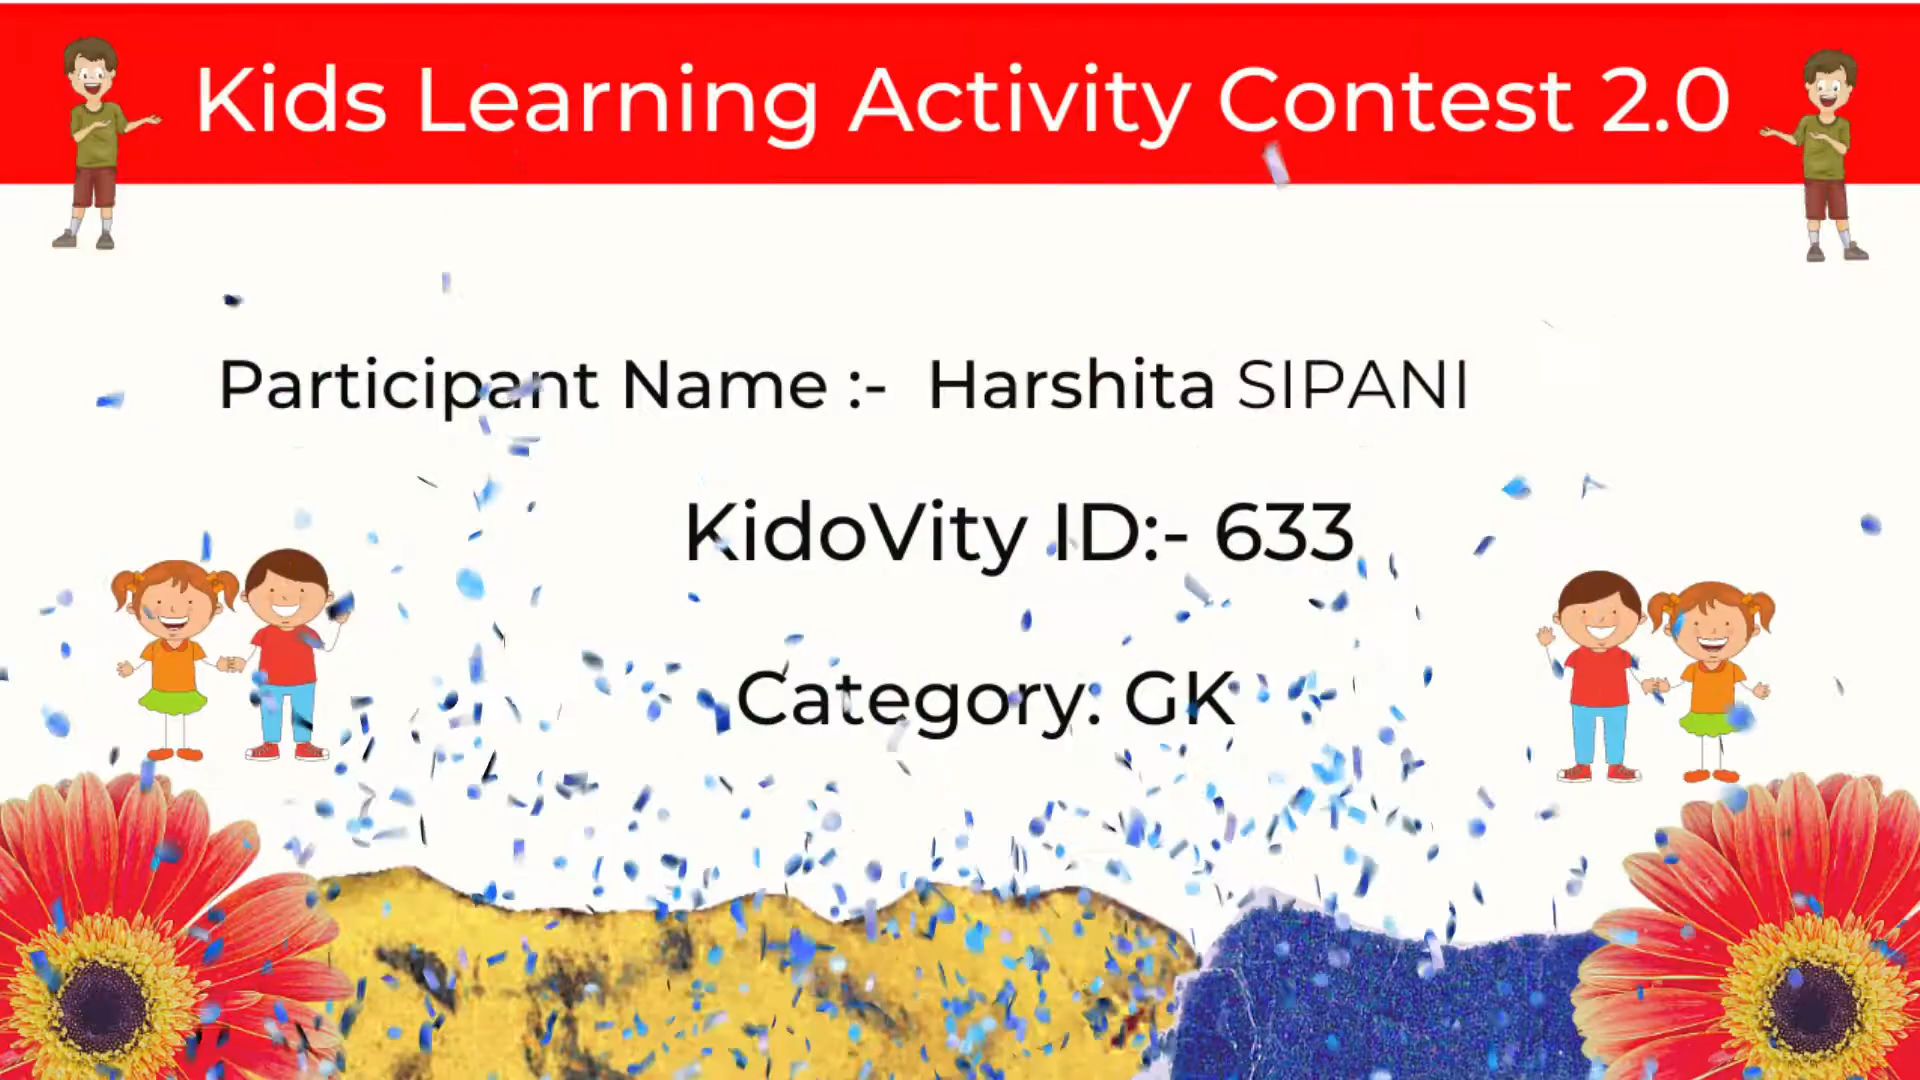 Kids Learning Activity Contest 2.0
Participant Name :- Harshita SIPANI
KidoVity ID:- 633
Category: GK